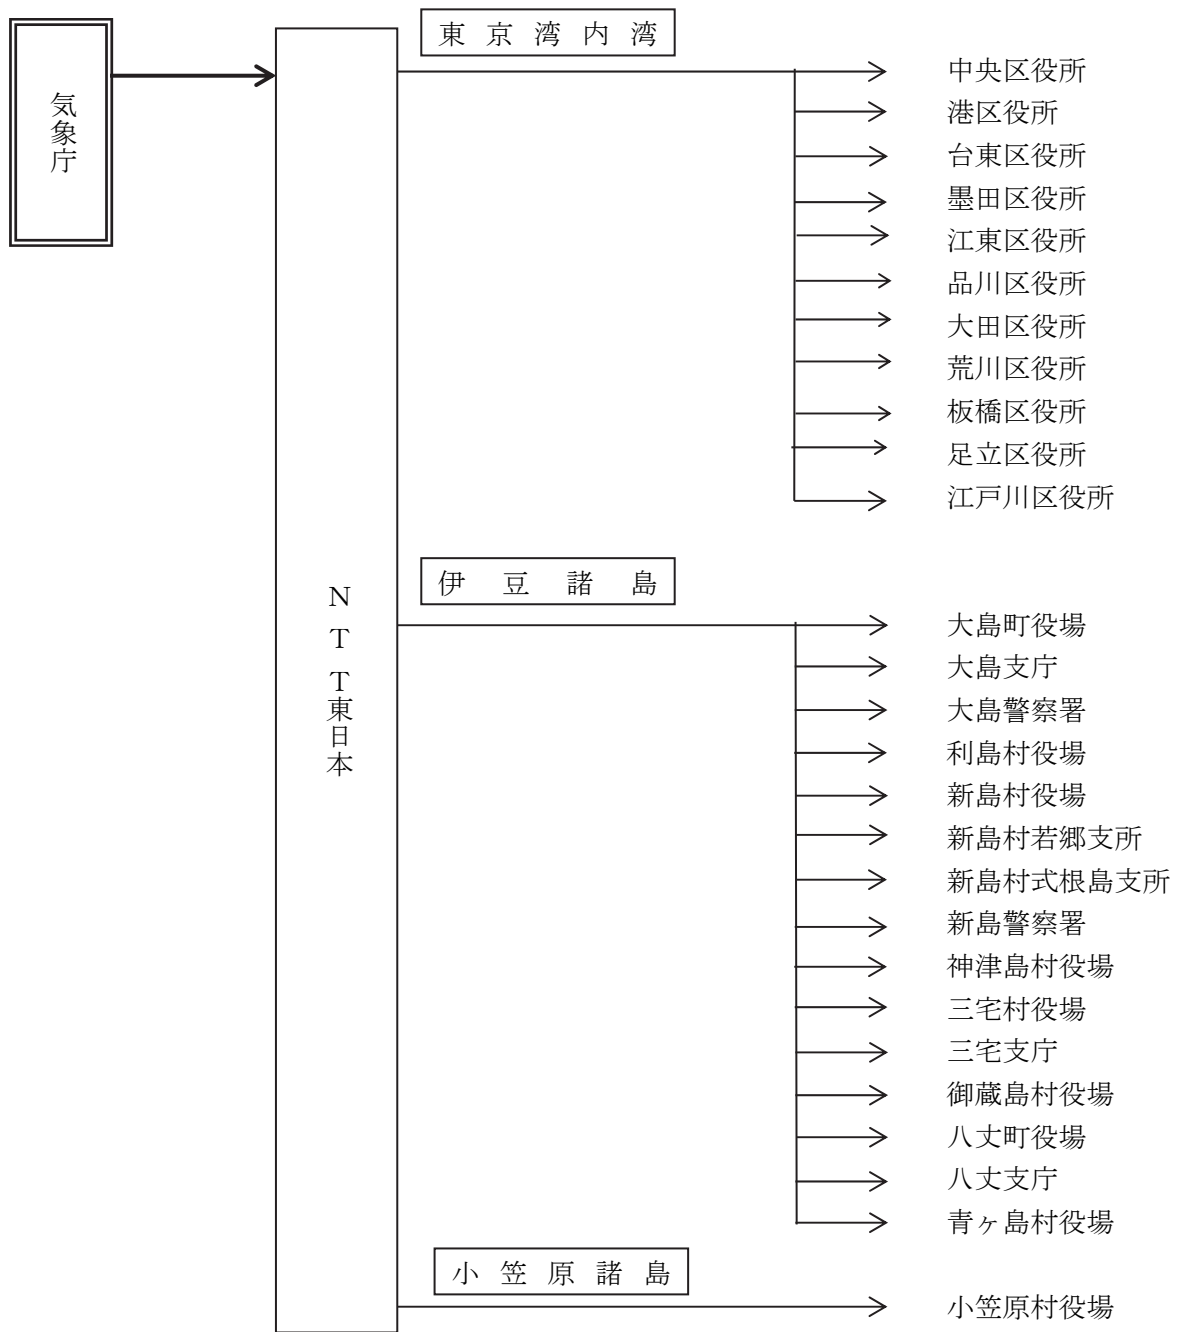 気象庁
NTT東日本
東京湾内湾
中央区役所
港区役所
台東区役所
墨田区役所
江東区役所
品川区役所
大田区役所
荒川区役所
板橋区役所
足立区役所
江戸川区役所
伊豆諸島
大島町役場
大島支庁
大島警察署
利島村役場
新島村役場
新島村若郷支所
新島村式根島支所
新島警察署
神津島村役場
三宅村役場
三宅支庁
御蔵島村役場
八丈町役場
八丈支庁
青ヶ島村役場
小笠原諸島
小笠原村役場